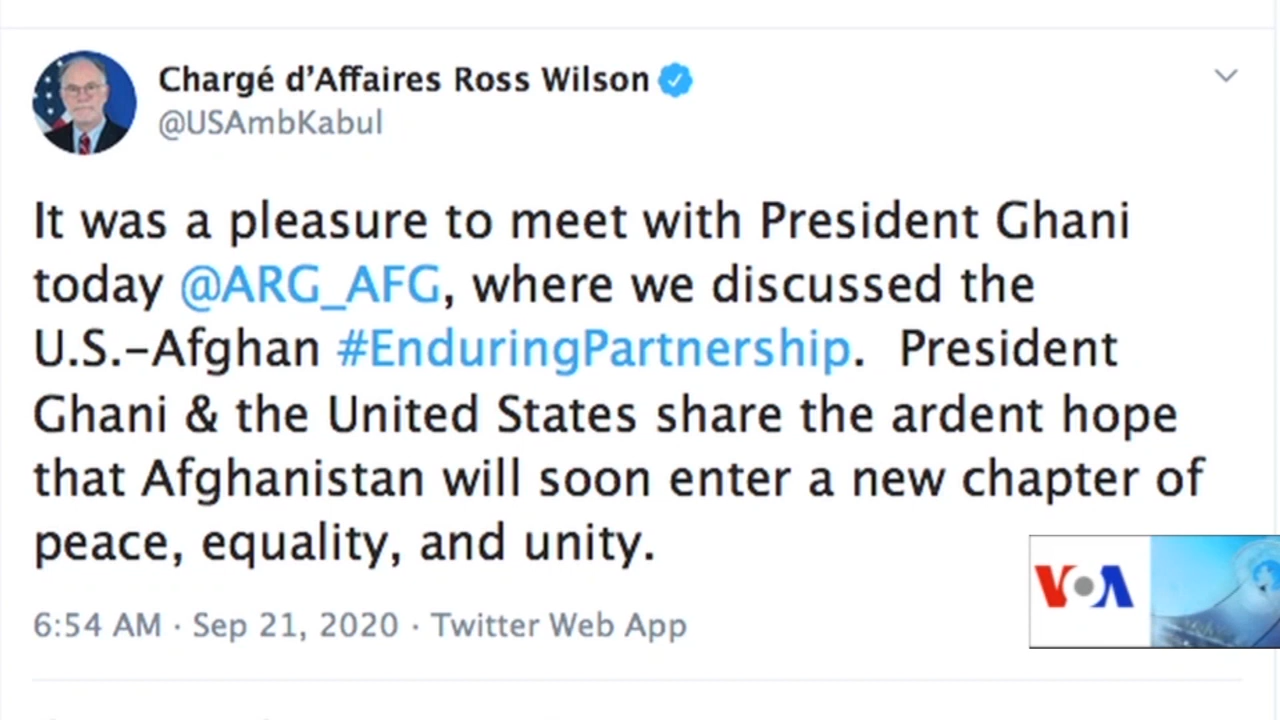 Chargé d’Affaires Ross Wilson
@USAmbKabul
It was a pleasure to meet with President Ghani
today @ARG_AFG, where we discussed the
U.S.–Afghan #EnduringPartnership.  President
Ghani & the United States share the ardent hope
that Afghanistan will soon enter a new chapter of
peace, equality, and unity.
6:54 AM · Sep 21, 2020 · Twitter Web App
VOA